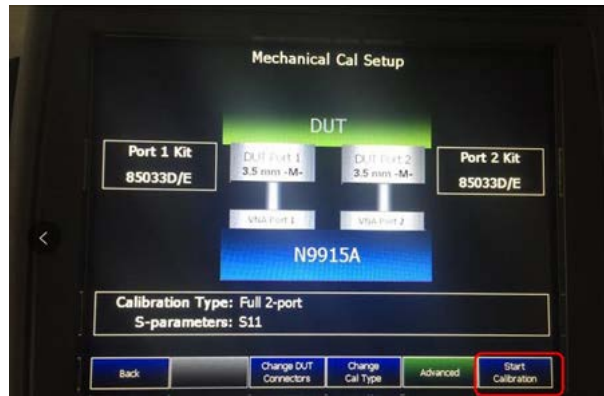 Mechanical Cal Setup
DUT
Port 1 Kit
85033D/E
DUT Port 1
3.5 mm -M-
DUT Port 2
3.5 mm -M-
Port 2 Kit
85033D/E
VNA Port 1
VNA Port 2
N9915A
Calibration Type: Full 2-port
S-parameters: S11
Back
Change DUT
Connectors
Change
Cal Type
Advanced
Start
Calibration